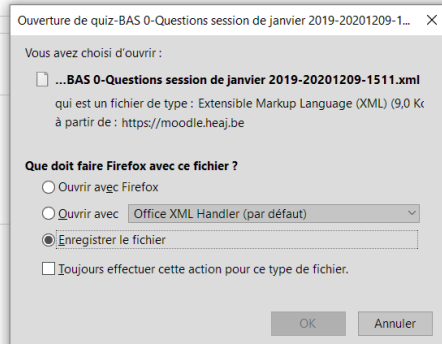 Ouverture de quiz-BAS 0-Questions session de janvier 2019-20201209-1...
Vous avez choisi d'ouvrir :
...BAS 0-Questions session de janvier 2019-20201209-1511.xml
qui est un fichier de type : Extensible Markup Language (XML) (9,0 Ko
à partir de : https://moodle.heaj.be
Que doit faire Firefox avec ce fichier ?
Ouvrir avec Firefox
Ouvrir avec Office XML Handler (par défaut)
Enregistrer le fichier
Toujours effectuer cette action pour ce type de fichier.
OK Annuler